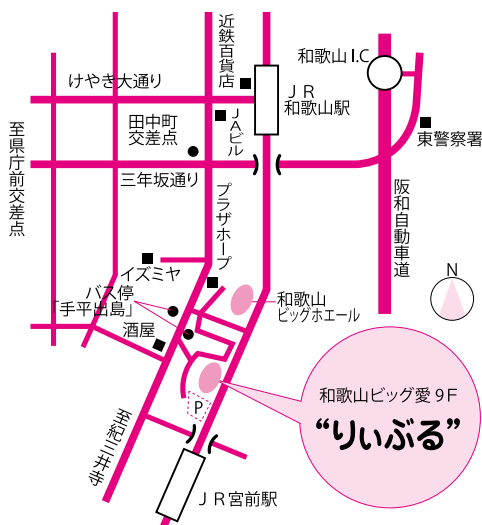 近鉄百貨店
けやき大通り
JR
和歌山駅
和歌山I.C
田中町
交差点
JAビル
東警察署
至県庁前交差点
三年坂通り
プラザホープ
阪和自動車道
イズミヤ
バス停
「手平出島」
酒屋
和歌山
ビッグホエール
N
和歌山ビッグ愛 9F
“りぃぶる”
P
至紀三井寺
JR宮前駅